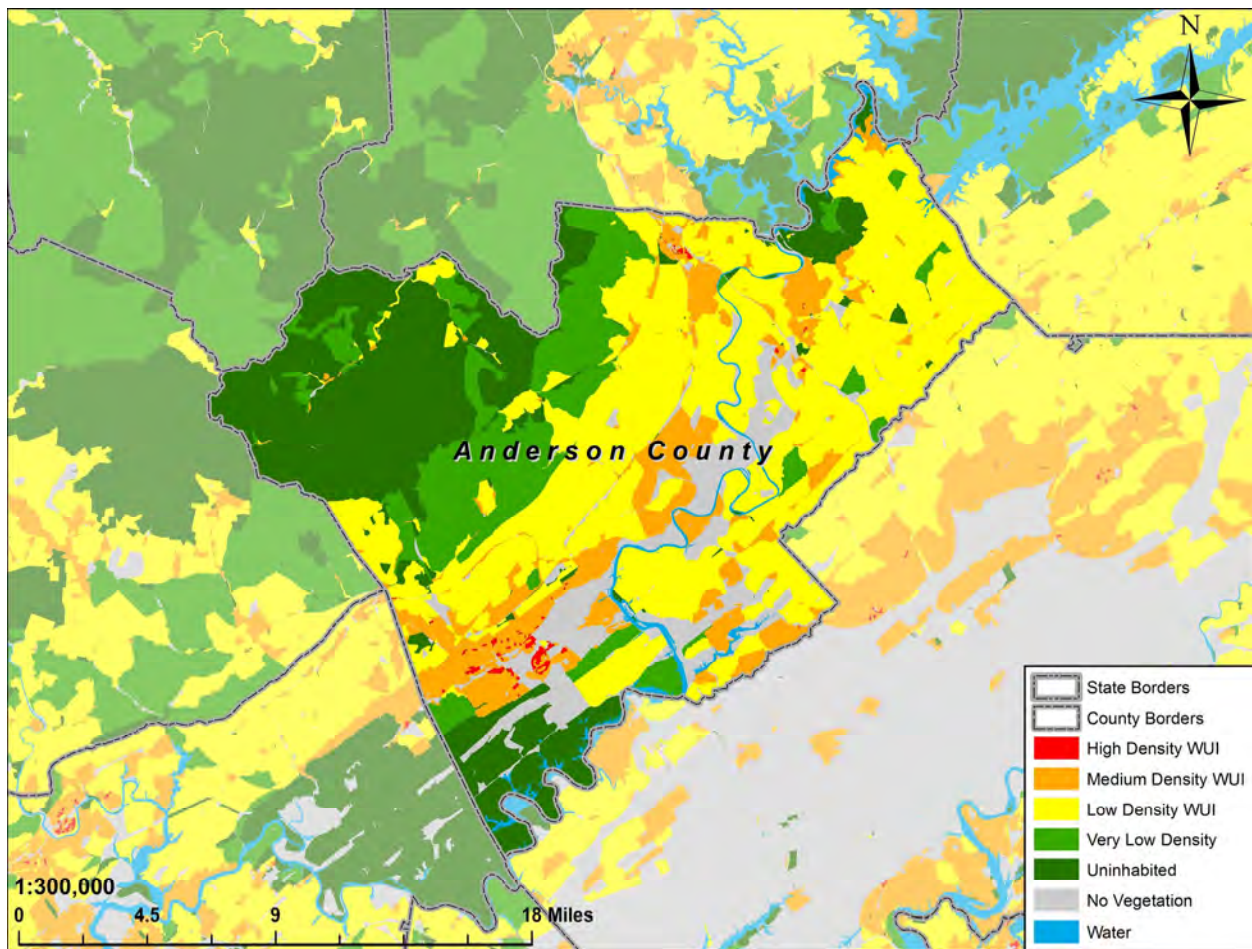 N
Anderson County
State Borders
County Borders
High Density WUI
Medium Density WUI
Low Density WUI
Very Low Density
Uninhabited
No Vegetation
Water
1:300,000
0 4.5 9 18 Miles